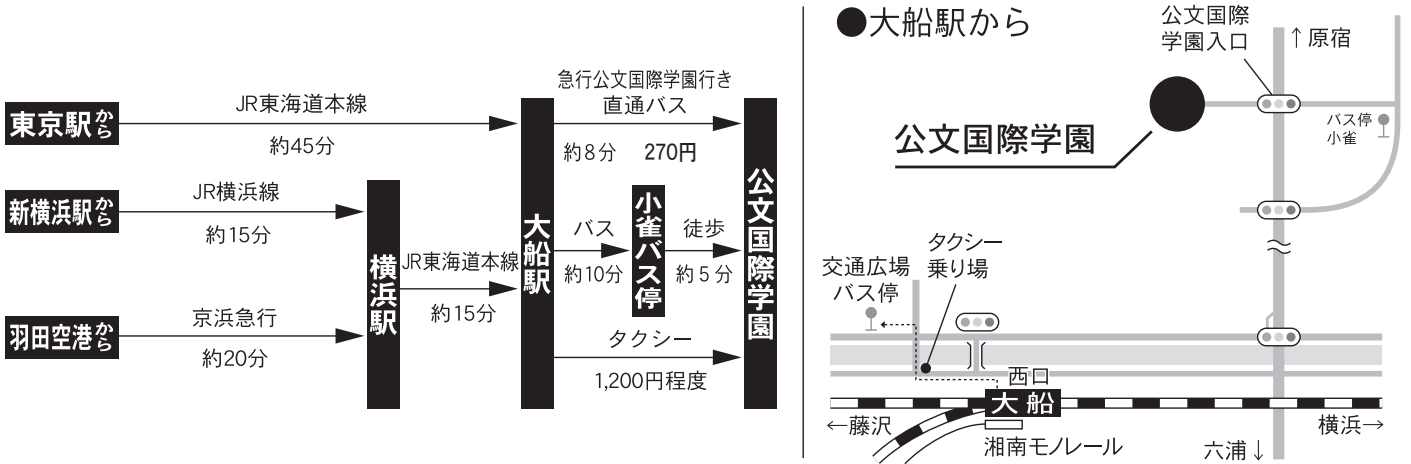 東京駅から
JR東海道本線
約45分
新横浜駅から
JR横浜線
約15分
羽田空港から
京浜急行
約20分
横浜駅
JR東海道本線
約15分
大船駅
急行公文国際学園行き
直通バス
約8分 270円
バス
約10分
小雀バス停
徒歩
約5分
タクシー
1,200円程度
公文国際学園
●大船駅から
公文国際
学園入口
↑原宿
公文国際学園
バス停
小雀
タクシー
乗り場
交通広場
バス停
西口
大船
←藤沢
横浜→
湘南モノレール
六浦↓